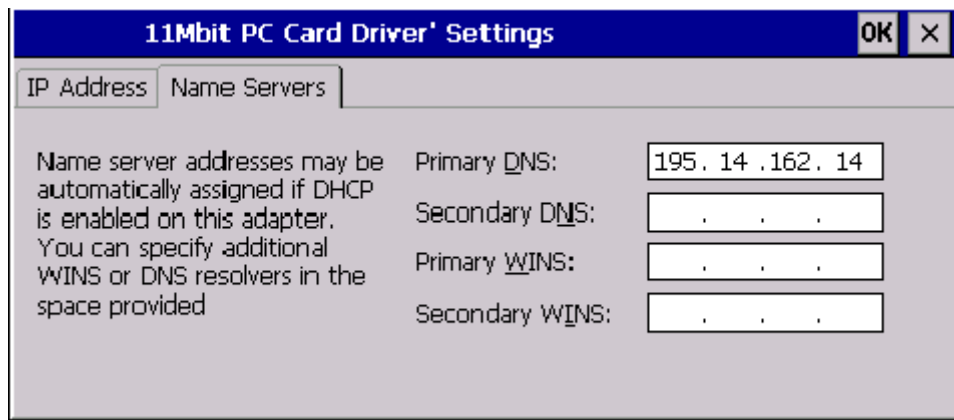 11Mbit PC Card Driver' Settings OK ×
IP Address Name Servers
Name server addresses may be
automatically assigned if DHCP
is enabled on this adapter.
You can specify additional
WINS or DNS resolvers in the
space provided
Primary DNS: 195. 14 .162. 14
Secondary DNS: . . .
Primary WINS: . . .
Secondary WINS: . . .